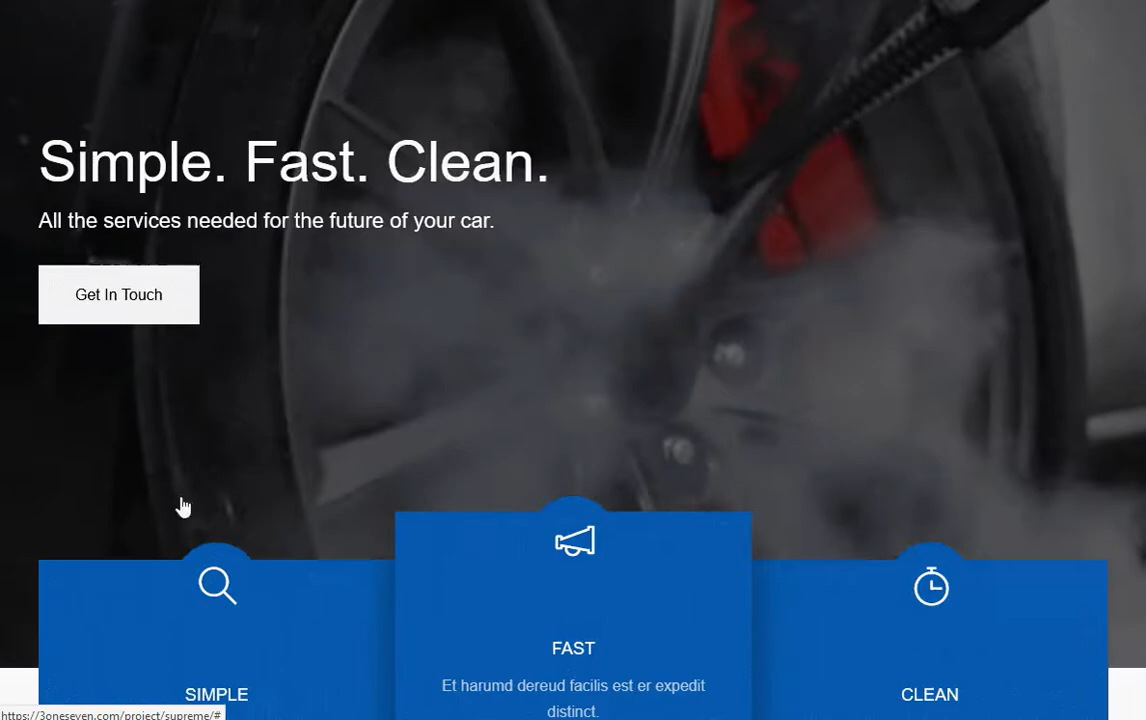 Simple. Fast. Clean.
All the services needed for the future of your car.
Get In Touch
FAST
Et harumd dereud facilis est er expedit
distinct.
SIMPLE
CLEAN
https://3oneseven.com/project/supreme/#